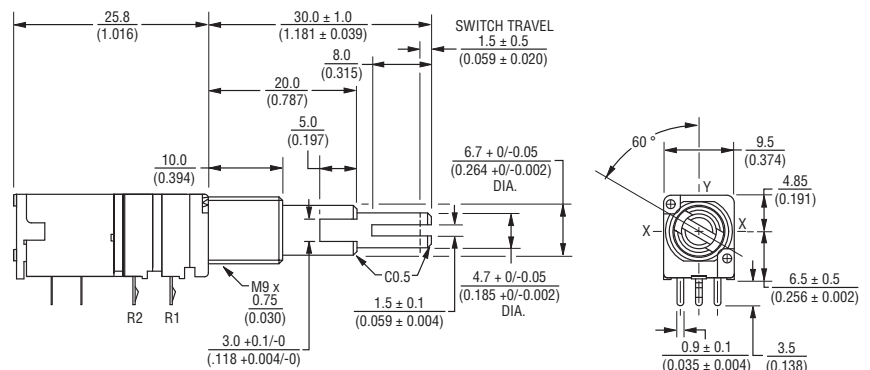 25.8
(1.016)
30.0 ± 1.0
(1.181 ± 0.039)
SWITCH TRAVEL
1.5 ± 0.5
(0.059 ± 0.020)
8.0
(0.315)
20.0
(0.787)
5.0
(0.197)
10.0
(0.394)
6.7 + 0/-0.05
(0.264 +0/-0.002)
DIA.
M9 x
0.75
(0.030)
C0.5
R2 R1
3.0 +0.1/-0
(.118 +0.004/-0)
1.5 ± 0.1
(0.059 ± 0.004)
4.7 + 0/-0.05
(0.185 +0/-0.002)
DIA.
60 °
9.5
(0.374)
Y
4.85
(0.191)
X X
6.5 ± 0.5
(0.256 ± 0.002)
0.9 ± 0.1
(0.035 ± 0.004)
3.5
(0.138)